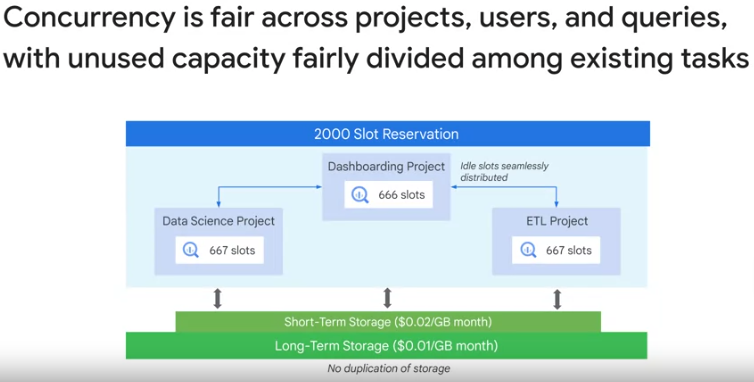 Concurrency is fair across projects, users, and queries,
with unused capacity fairly divided among existing tasks
2000 Slot Reservation
Dashboarding Project
666 slots
Idle slots seamlessly
distributed
Data Science Project
667 slots
ETL Project
667 slots
Short-Term Storage ($0.02/GB month)
Long-Term Storage ($0.01/GB month)
No duplication of storage